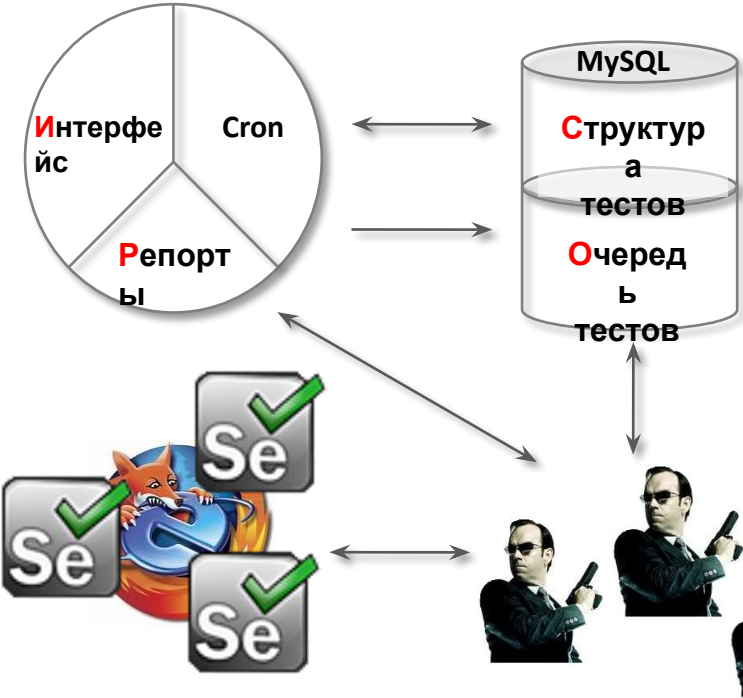 MySQL
Интерфе
йс
Cron
Структур
а
тестов
Репорт
ы
Очеред
ь
тестов
Se
Se
Se